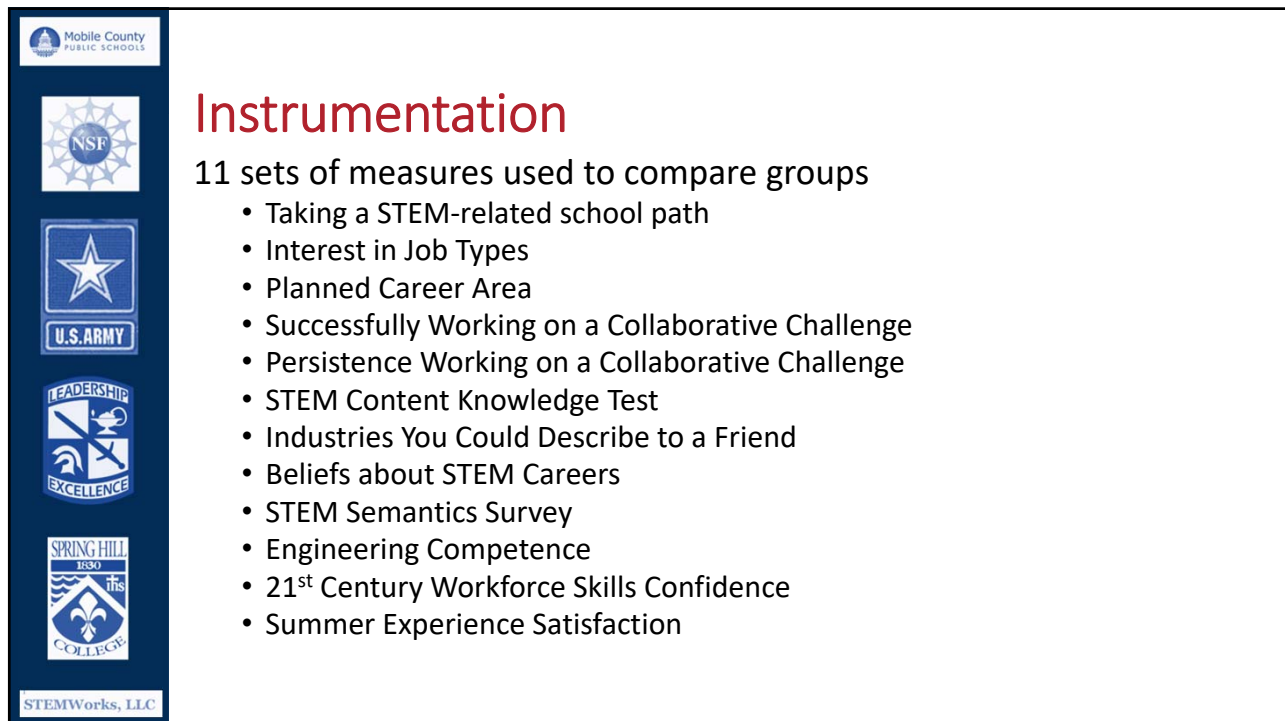 Mobile County
PUBLIC SCHOOLS
NSF
U.S.ARMY
LEADERSHIP
EXCELLENCE
SPRING HILL
1830
ihs
COLLEGE
STEMWorks, LLC
Instrumentation
11 sets of measures used to compare groups
• Taking a STEM-related school path
• Interest in Job Types
• Planned Career Area
• Successfully Working on a Collaborative Challenge
• Persistence Working on a Collaborative Challenge
• STEM Content Knowledge Test
• Industries You Could Describe to a Friend
• Beliefs about STEM Careers
• STEM Semantics Survey
• Engineering Competence
• 21st Century Workforce Skills Confidence
• Summer Experience Satisfaction